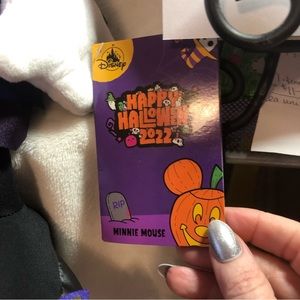 Disney
HAPPY
HALLOWEEN
2022
RIP
MINNIE MOUSE